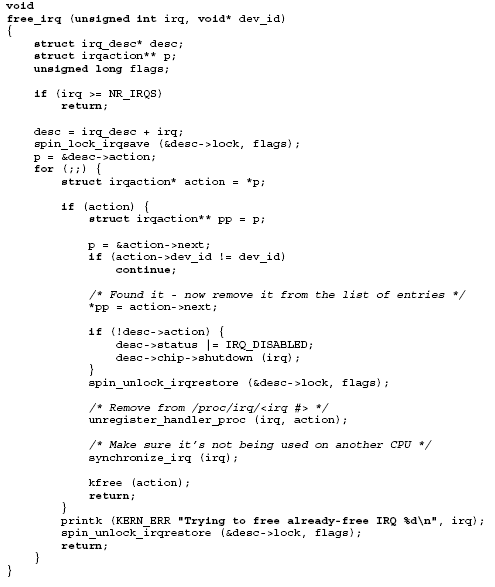 void
free_irq (unsigned int irq, void* dev_id)
{
    struct irq_desc* desc;
    struct irqaction** p;
    unsigned long flags;

    if (irq >= NR_IRQS)
        return;

    desc = irq_desc + irq;
    spin_lock_irqsave (&desc->lock, flags);
    p = &desc->action;
    for (;;) {
        struct irqaction* action = *p;

        if (action) {
            struct irqaction** pp = p;

            p = &action->next;
            if (action->dev_id != dev_id)
                continue;

            /* Found it - now remove it from the list of entries */
            *pp = action->next;

            if (!desc->action) {
                desc->status |= IRQ_DISABLED;
                desc->chip->shutdown (irq);
            }
            spin_unlock_irqrestore (&desc->lock, flags);

            /* Remove from /proc/irq/<irq #> */
            unregister_handler_proc (irq, action);

            /* Make sure it's not being used on another CPU */
            synchronize_irq (irq);

            kfree (action);
            return;
        }
        printk (KERN_ERR "Trying to free already-free IRQ %d\n", irq);
        spin_unlock_irqrestore (&desc->lock, flags);
        return;
    }
}